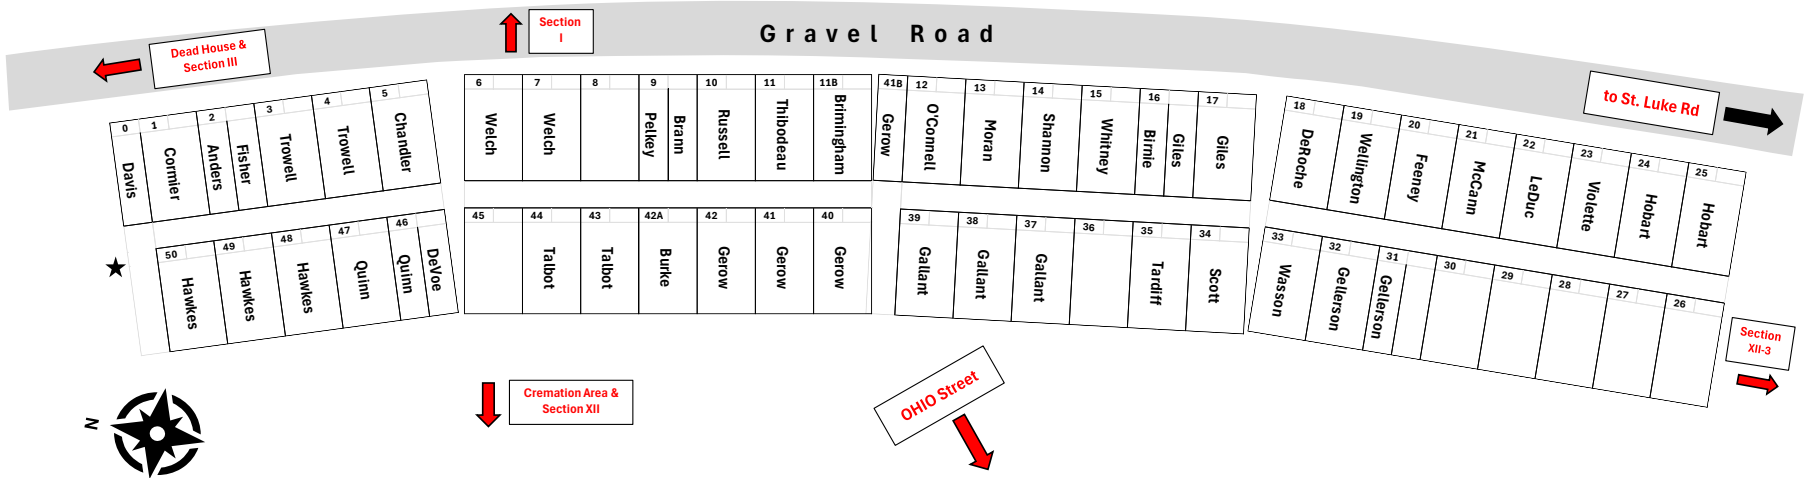 Gravel Road
Dead House &
Section III
Section
I
to St. Luke Rd
0
Davis
1
Cormier
2
Anders
Fisher
3
Trowell
4
Trowell
5
Chandler
6
Welch
7
Welch
8
9
Pelkey
Brann
10
Russell
11
Thibodeau
11B
Brimingham
41B
Gerow
12
O'Connell
13
Moran
14
Shannon
15
Whitney
16
Birnie
Giles
17
Giles
18
DeRoche
19
Wellington
20
Feeney
21
McCann
22
LeDuc
23
Violette
24
Hobart
25
Hobart
50
Hawkes
49
Hawkes
48
Hawkes
47
Quinn
46
Quinn
DeVoe
45
44
Talbot
43
Talbot
42A
Burke
42
Gerow
41
Gerow
40
Gerow
39
Gallant
38
Gallant
37
Gallant
36
35
Tardiff
34
Scott
33
Wasson
32
Gellerson
31
Gellerson
30
29
28
27
26
Section
XII-3
Cremation Area &
Section XII
OHIO Street
N